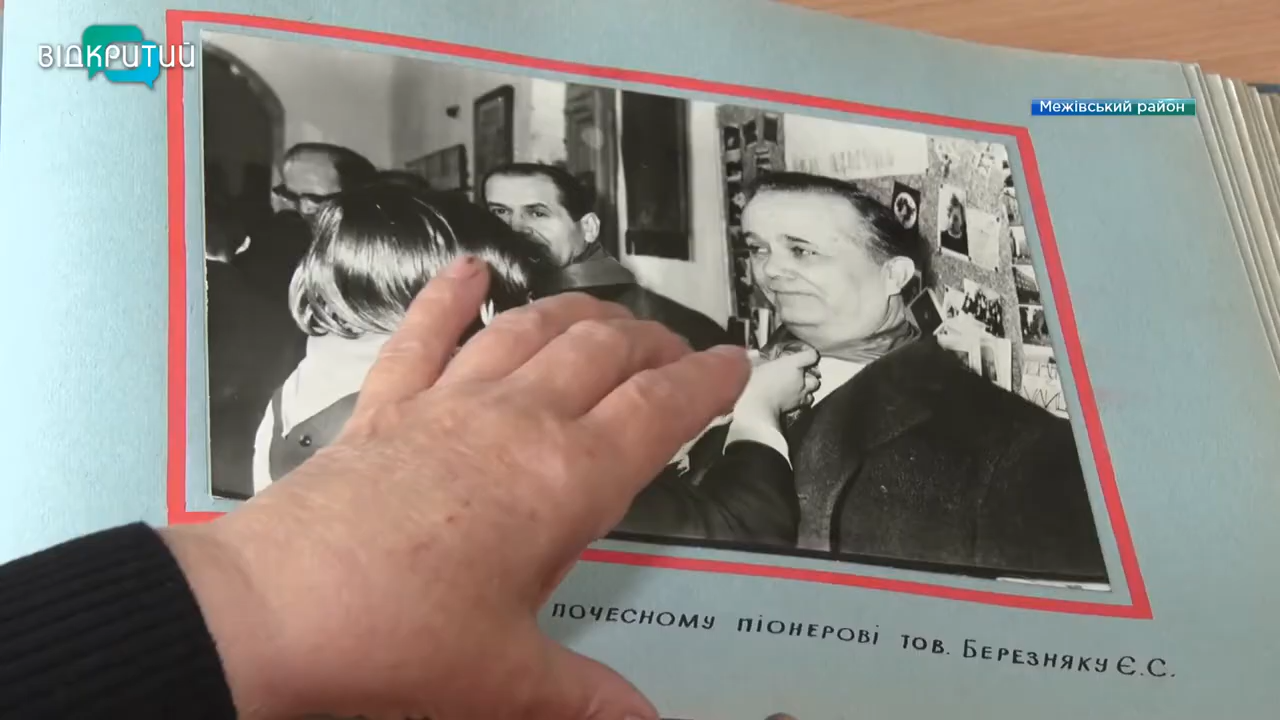 ВІДКРИТИЙ
Межівський район
ПОЧЕСНОМУ ПІОНЕРОВІ ТОВ. БЕРЕЗНЯКУ Є.С.